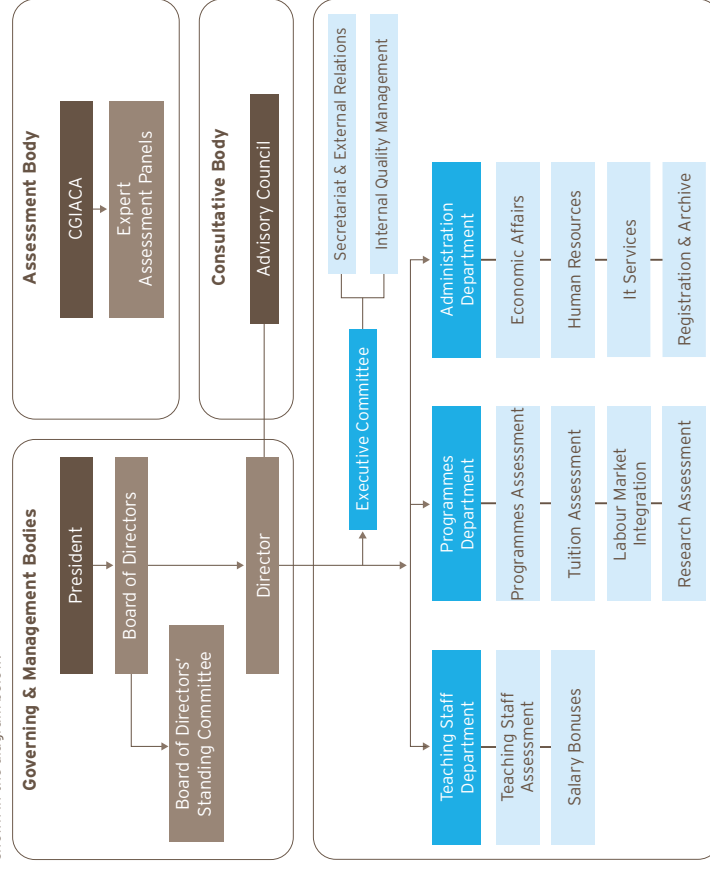 Governing & Management Bodies
President
Board of Directors
Board of Directors'
Standing Committee
Director
Assessment Body
CGIACA
Expert
Assessment Panels
Consultative Body
Advisory Council
Executive Committee
Secretariat & External Relations
Internal Quality Management
Teaching Staff
Department
Teaching Staff
Assessment
Salary Bonuses
Programmes
Department
Programmes Assessment
Tuition Assessment
Labour Market
Integration
Research Assessment
Administration
Department
Economic Affairs
Human Resources
It Services
Registration & Archive